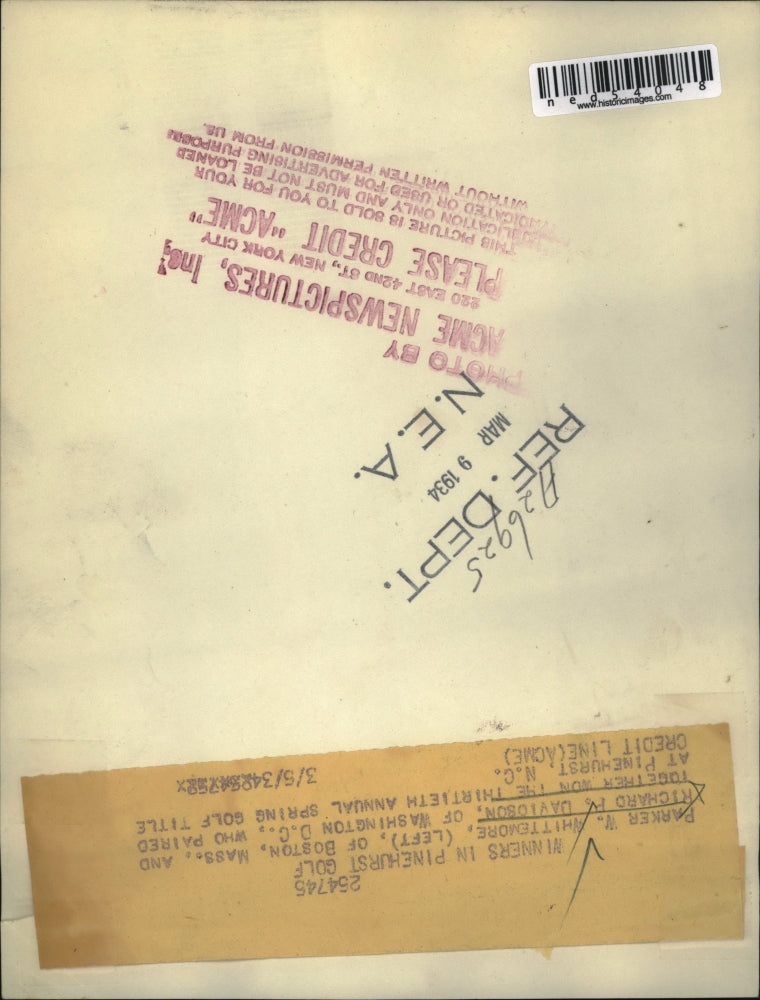 ned54048
www.historicimages.com
PHOTO BY
ACME NEWSPICTURES, Inc.,
220 EAST 42ND ST., NEW YORK CITY
PLEASE CREDIT "ACME"
THIS PICTURE IS SOLD TO YOU FOR YOUR
PUBLICATION ONLY AND MUST NOT BE LOANED
SYNDICATED OR USED FOR ADVERTISING PURPOSES
WITHOUT WRITTEN PERMISSION FROM US.
REF. DEPT.
MAR 9 1934
N.E.A.
26925
254745
WINNERS IN PINEHURST GOLF
PARKER W. WHITTEMORE, (LEFT), OF BOSTON, MASS., AND
RICHARD P. DAVIDSON, OF WASHINGTON D.C., WHO PAIRED
TOGETHER WON THE THIRTIETH ANNUAL SPRING GOLF TITLE
AT PINEHURST N.C.
CREDIT LINE(ACME) 3/5/34